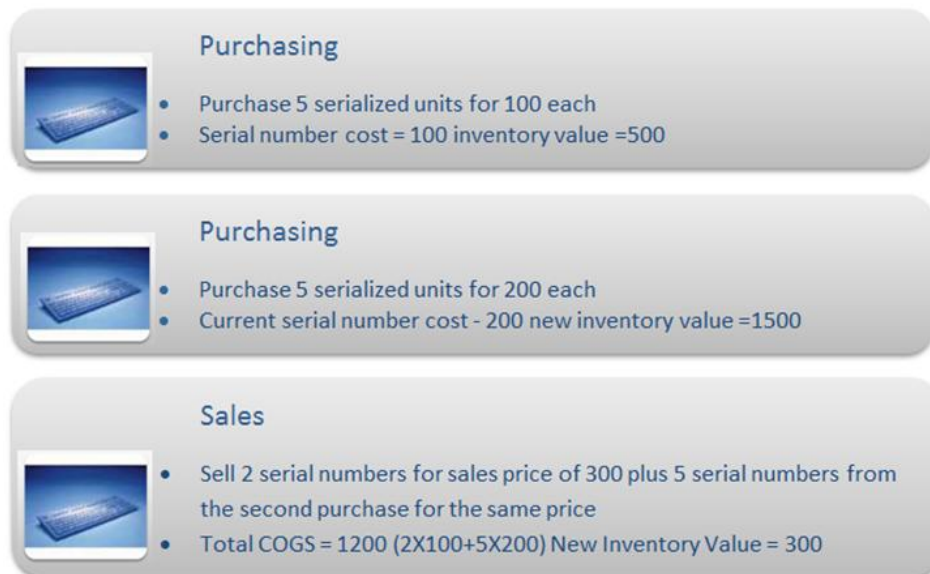 Purchasing
• Purchase 5 serialized units for 100 each
• Serial number cost = 100 inventory value =500
Purchasing
• Purchase 5 serialized units for 200 each
• Current serial number cost - 200 new inventory value =1500
Sales
• Sell 2 serial numbers for sales price of 300 plus 5 serial numbers from
the second purchase for the same price
• Total COGS = 1200 (2X100+5X200) New Inventory Value = 300